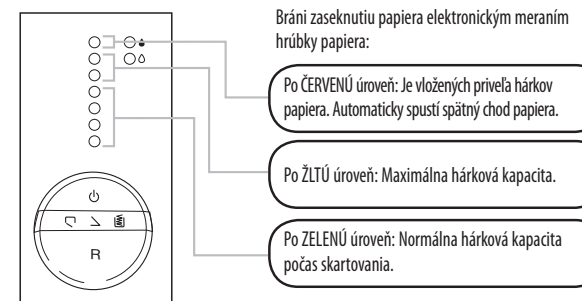 Bráni zaseknutiu papiera elektronickým meraním
hrúbky papiera:
Po ČERVENÚ úroveň: Je vložených priveľa hárkov
papiera. Automaticky spustí spätný chod papiera.
Po ŽLTÚ úroveň: Maximálna hárková kapacita.
Po ZELENÚ úroveň: Normálna hárková kapacita
počas skartovania.
R